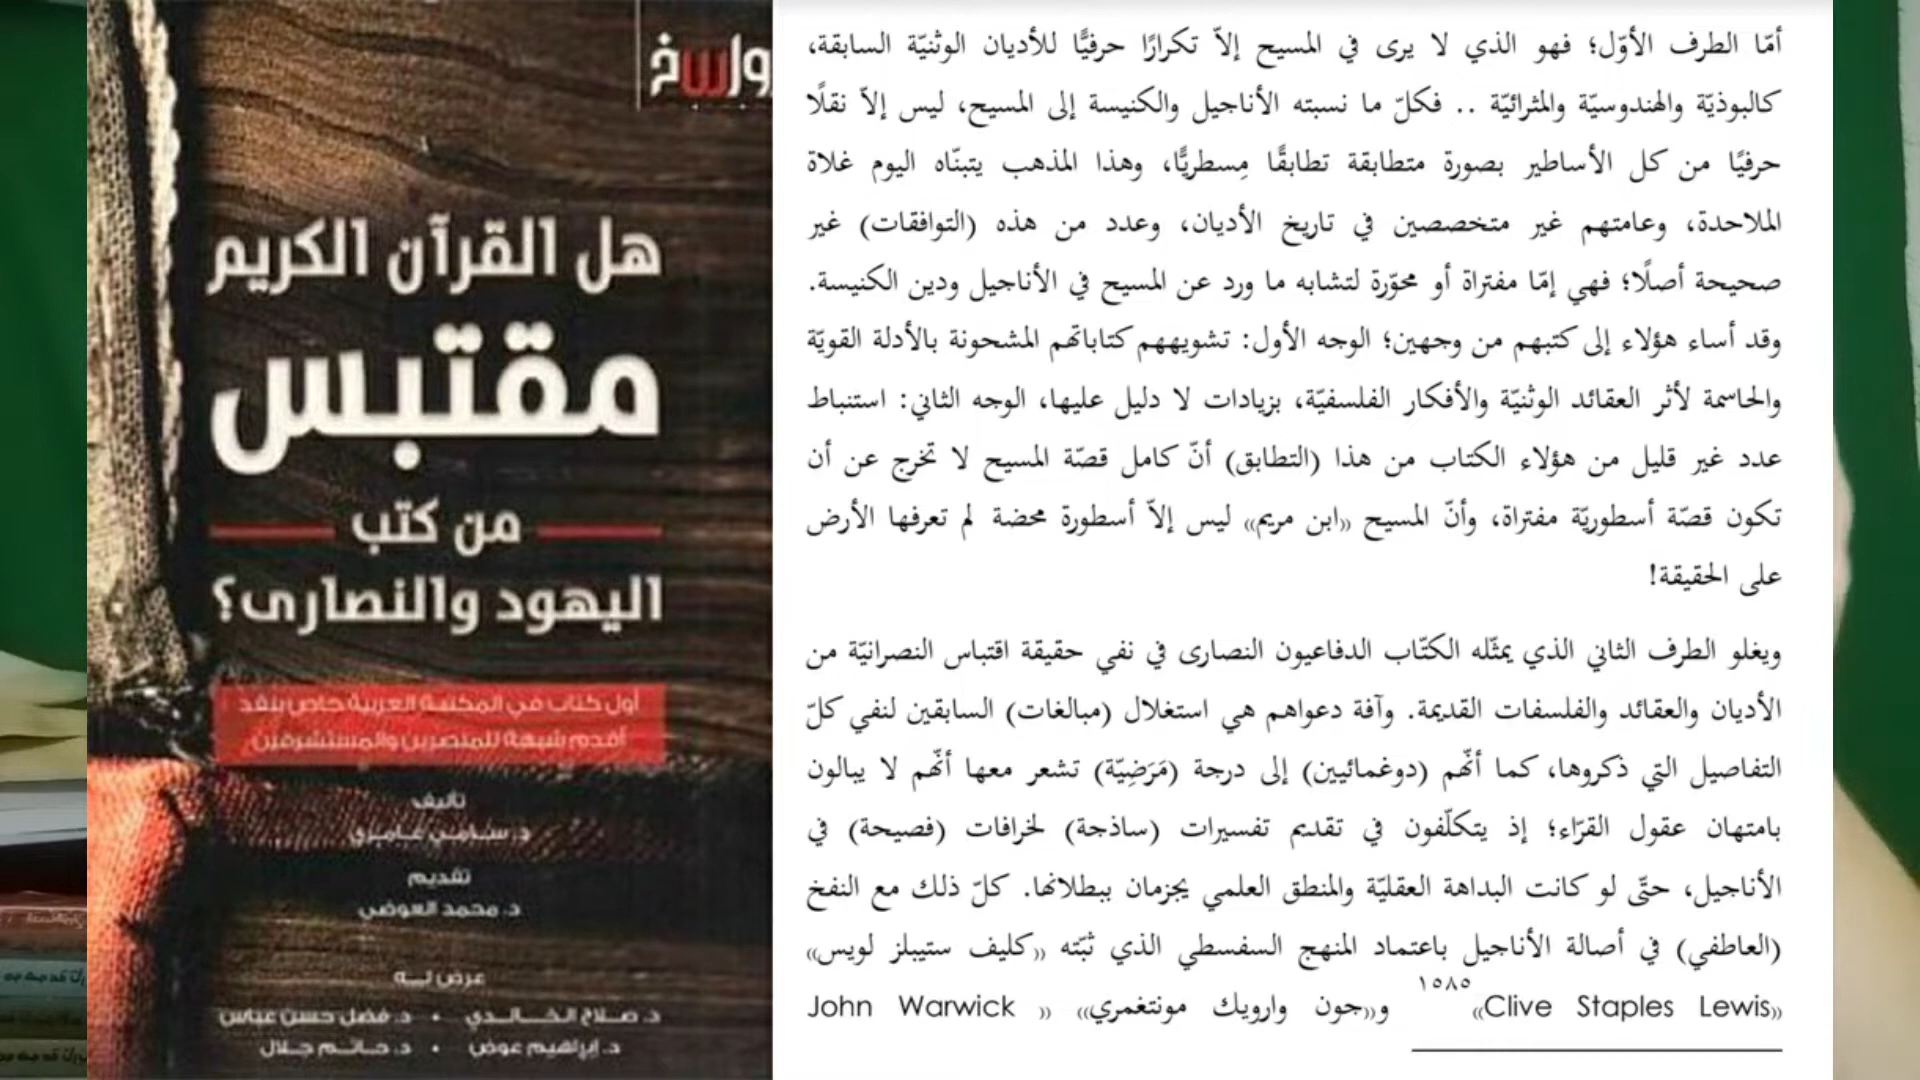 رواسخ
هل القرآن الكريم
مقتبس
من كتب
اليهود والنصارى؟
أول كتاب في المكتبة العربية خاص بنقد
أقدم شبهة للمنصرين والمستشرقين
تأليف
د. سامي عامري
تقديم
د. محمد العوضي
عرض له
د. صلاح الخالدي • د. فضل حسن عباس
د. إبراهيم عوض • د. حاتم جلال
أمّا الطرف الأوّل؛ فهو الذي لا يرى في المسيح إلاّ تكرارًا حرفيًّا للأديان الوثنيّة السابقة،
كالبوذيّة والهندوسيّة والمثرائيّة .. فكلّ ما نسبته الأناجيل والكنيسة إلى المسيح، ليس إلاّ نقلًا
حرفيًا من كل الأساطير بصورة متطابقة تطابقًا مِسطريًّا، وهذا المذهب يتبنّاه اليوم غلاة
الملاحدة، وعامتهم غير متخصصين في تاريخ الأديان، وعدد من هذه (التوافقات) غير
صحيحة أصلًا؛ فهي إمّا مفتراة أو محوّرة لتشابه ما ورد عن المسيح في الأناجيل ودين الكنيسة.
وقد أساء هؤلاء إلى كتبهم من وجهين؛ الوجه الأول: تشويههم كتاباتهم المشحونة بالأدلة القويّة
والحاسمة لأثر العقائد الوثنيّة والأفكار الفلسفيّة، بزيادات لا دليل عليها، الوجه الثاني: استنباط
عدد غير قليل من هؤلاء الكتاب من هذا (التطابق) أنّ كامل قصّة المسيح لا تخرج عن أن
تكون قصّة أسطوريّة مفتراة، وأنّ المسيح «ابن مريم» ليس إلاّ أسطورة محضة لم تعرفها الأرض
على الحقيقة!
ويغلو الطرف الثاني الذي يمثّله الكتّاب الدفاعيون النصارى في نفي حقيقة اقتباس النصرانيّة من
الأديان والعقائد والفلسفات القديمة. وآفة دعواهم هي استغلال (مبالغات) السابقين لنفي كلّ
التفاصيل التي ذكروها، كما أنّهم (دوغمائيين) إلى درجة (مَرَضِيّة) تشعر معها أنّهم لا يبالون
بامتهان عقول القرّاء؛ إذ يتكلّفون في تقديم تفسيرات (ساذجة) لخرافات (فصيحة) في
الأناجيل، حتّى لو كانت البداهة العقليّة والمنطق العلمي يجزمان ببطلانها. كلّ ذلك مع النفخ
(العاطفي) في أصالة الأناجيل باعتماد المنهج السفسطي الذي ثبّته «كليف ستيبلز لويس»
«Clive Staples Lewis»١٥٨٥ و«جون وارويك مونتغمري» « John Warwick